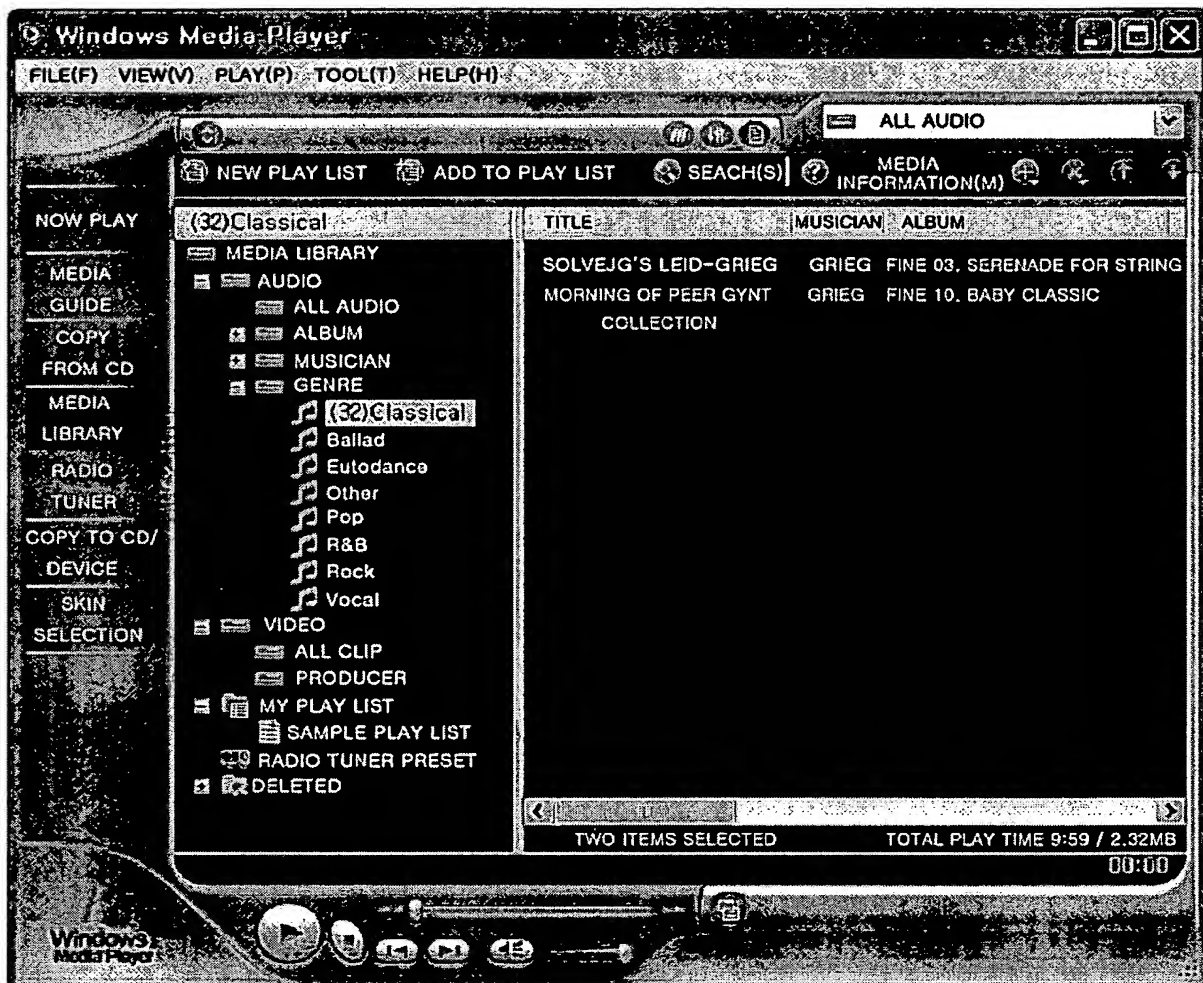 Windows Media Player
FILE(F) VIEW(V) PLAY(P) TOOL(T) HELP(H)
ALL AUDIO
NEW PLAY LIST ADD TO PLAY LIST SEACH(S) MEDIA INFORMATION(M)
NOW PLAY
MEDIA
GUIDE
COPY
FROM CD
MEDIA
LIBRARY
RADIO
TUNER
COPY TO CD/
DEVICE
SKIN
SELECTION
(32)Classical
MEDIA LIBRARY
AUDIO
ALL AUDIO
ALBUM
MUSICIAN
GENRE
(32)Classical
Ballad
Eutodance
Other
Pop
R&B
Rock
Vocal
VIDEO
ALL CLIP
PRODUCER
MY PLAY LIST
SAMPLE PLAY LIST
RADIO TUNER PRESET
DELETED
TITLE MUSICIAN ALBUM
SOLVEJG'S LEID-GRIEG GRIEG FINE 03. SERENADE FOR STRING
MORNING OF PEER GYNT GRIEG FINE 10. BABY CLASSIC
COLLECTION
TWO ITEMS SELECTED TOTAL PLAY TIME 9:59 / 2.32MB
00:00
Windows
Media Player